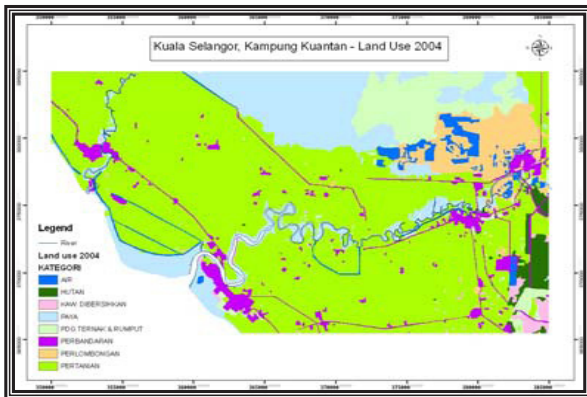 Kuala Selangor, Kampung Kuantan - Land Use 2004
Legend
River
Land use 2004
KATEGORI
AIR
HUTAN
KAW. DIBERSIHKAN
PAYA
PDG TERNAK & RUMPUT
PERBANDARAN
PERLOMBONGAN
PERTANIAN